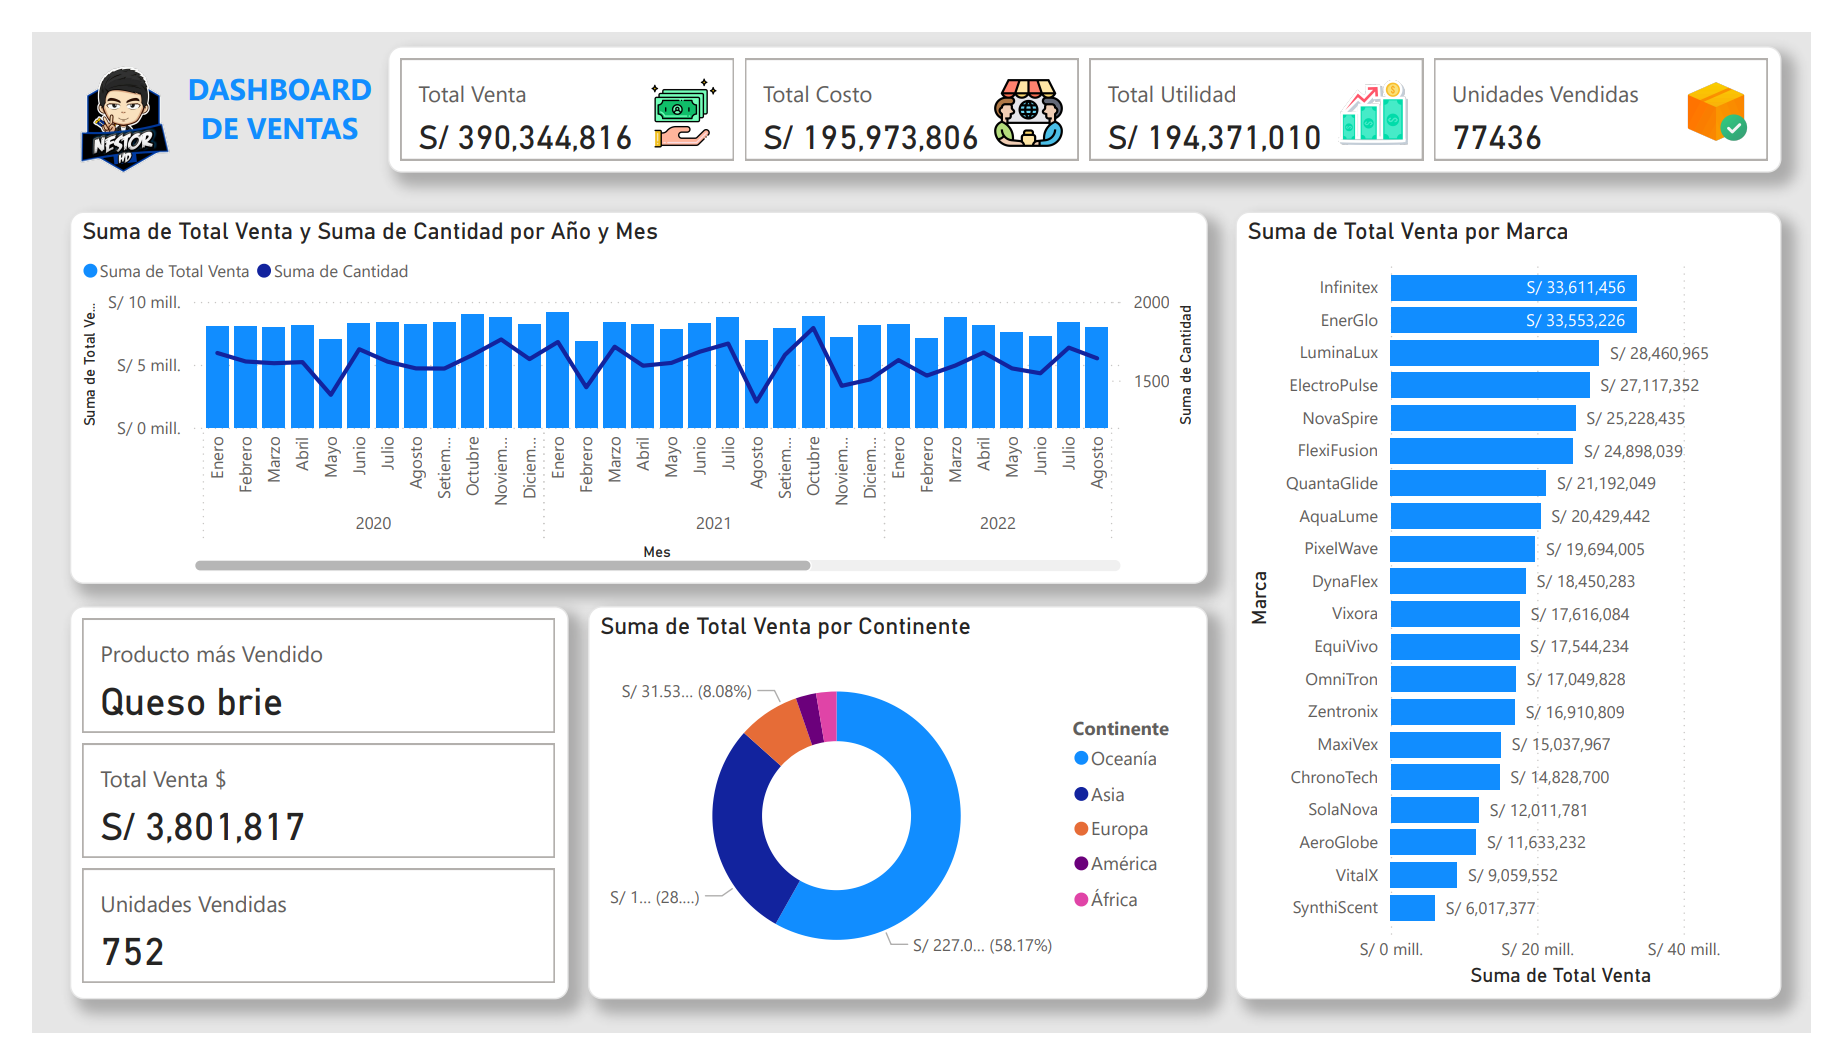 NESTOR
HD
DASHBOARD
DE VENTAS
Total Venta
S/ 390,344,816
Total Costo
S/ 195,973,806
Total Utilidad
S/ 194,371,010
Unidades Vendidas
77436
Suma de Total Venta y Suma de Cantidad por Año y Mes
Suma de Total Venta
Suma de Cantidad
Suma de Total Ve...
S/ 10 mill.
S/ 5 mill.
S/ 0 mill.
2000
1500
Suma de Cantidad
Enero
Febrero
Marzo
Abril
Mayo
Junio
Julio
Agosto
Setiem...
Octubre
Noviem...
Diciem...
Enero
Febrero
Marzo
Abril
Mayo
Junio
Julio
Agosto
Setiem...
Octubre
Noviem...
Diciem...
Enero
Febrero
Marzo
Abril
Mayo
Junio
Julio
Agosto
2020
2021
2022
Mes
Producto más Vendido
Queso brie
Total Venta $
S/ 3,801,817
Unidades Vendidas
752
Suma de Total Venta por Continente
S/ 31.53... (8.08%)
S/ 1... (28....)
S/ 227.0... (58.17%)
Continente
Oceanía
Asia
Europa
América
África
Suma de Total Venta por Marca
Marca
Infinitex S/ 33,611,456
EnerGlo S/ 33,553,226
LuminaLux S/ 28,460,965
ElectroPulse S/ 27,117,352
NovaSpire S/ 25,228,435
FlexiFusion S/ 24,898,039
QuantaGlide S/ 21,192,049
AquaLume S/ 20,429,442
PixelWave S/ 19,694,005
DynaFlex S/ 18,450,283
Vixora S/ 17,616,084
EquiVivo S/ 17,544,234
OmniTron S/ 17,049,828
Zentronix S/ 16,910,809
MaxiVex S/ 15,037,967
ChronoTech S/ 14,828,700
SolaNova S/ 12,011,781
AeroGlobe S/ 11,633,232
VitalX S/ 9,059,552
SynthiScent S/ 6,017,377
S/ 0 mill. S/ 20 mill. S/ 40 mill.
Suma de Total Venta